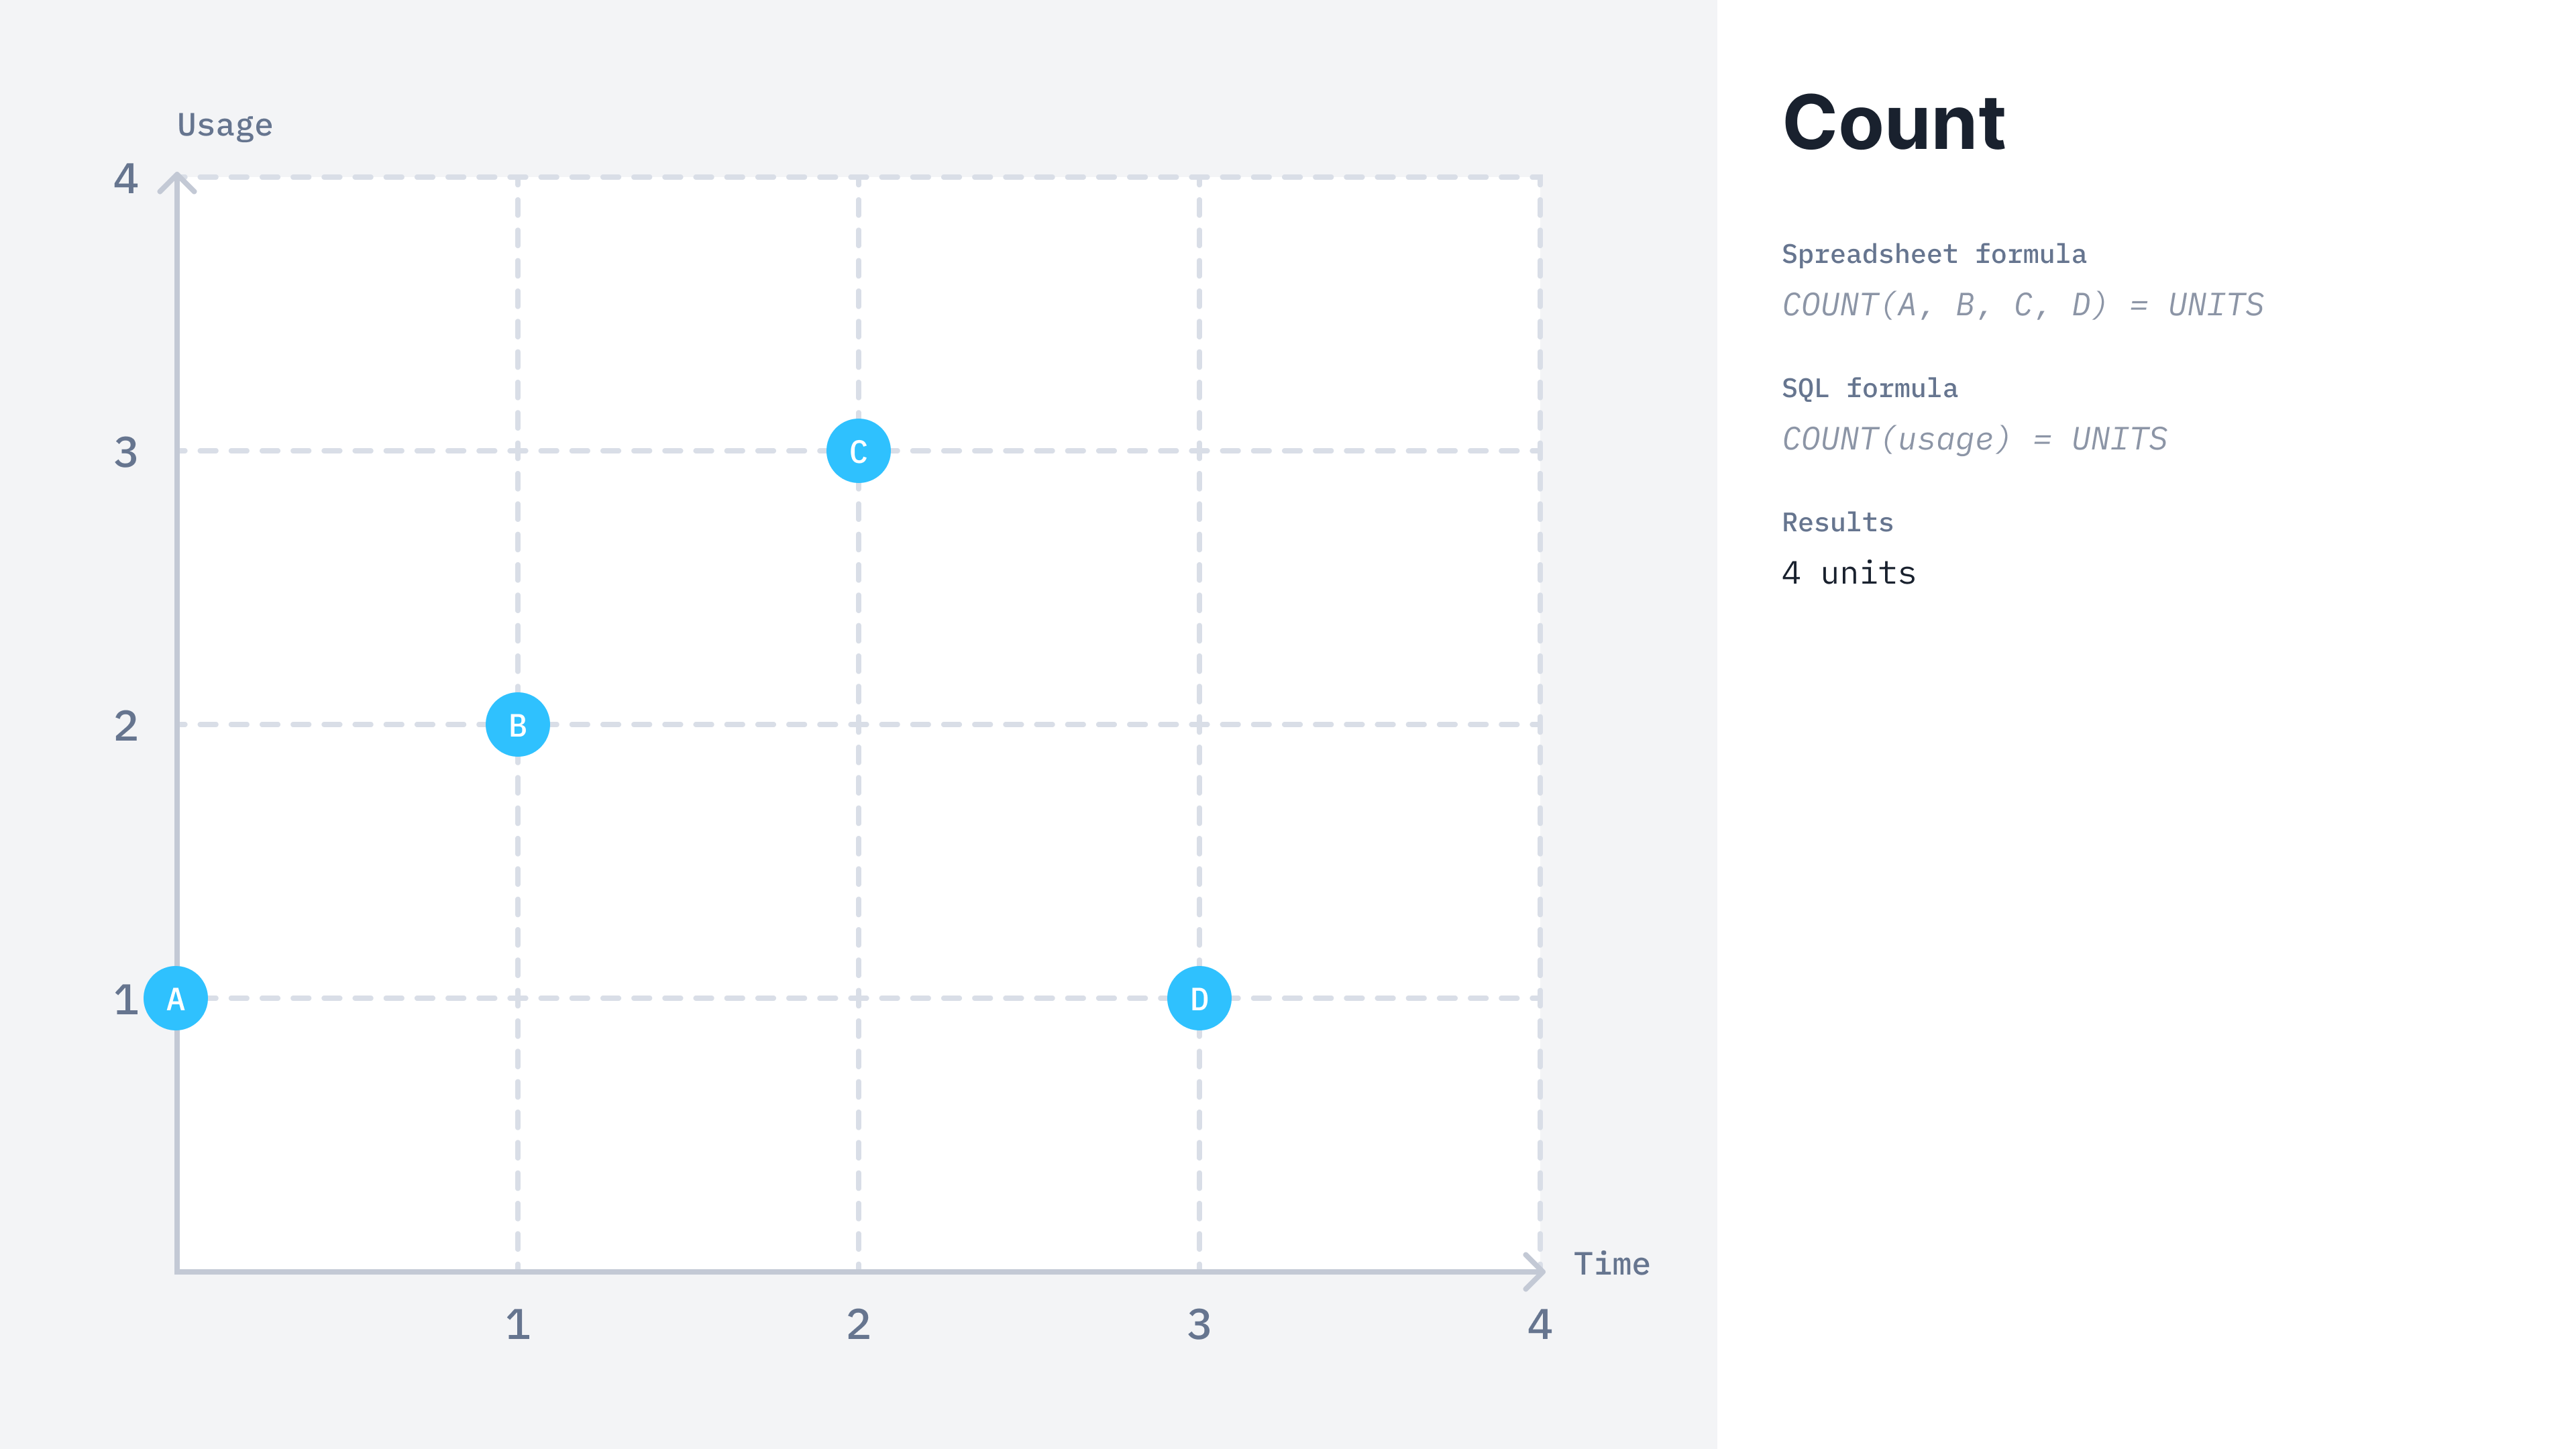 Usage
4
3
C
2
B
1
A
D
Time
1 2 3 4
Count
Spreadsheet formula
COUNT(A, B, C, D) = UNITS
SQL formula
COUNT(usage) = UNITS
Results
4 units